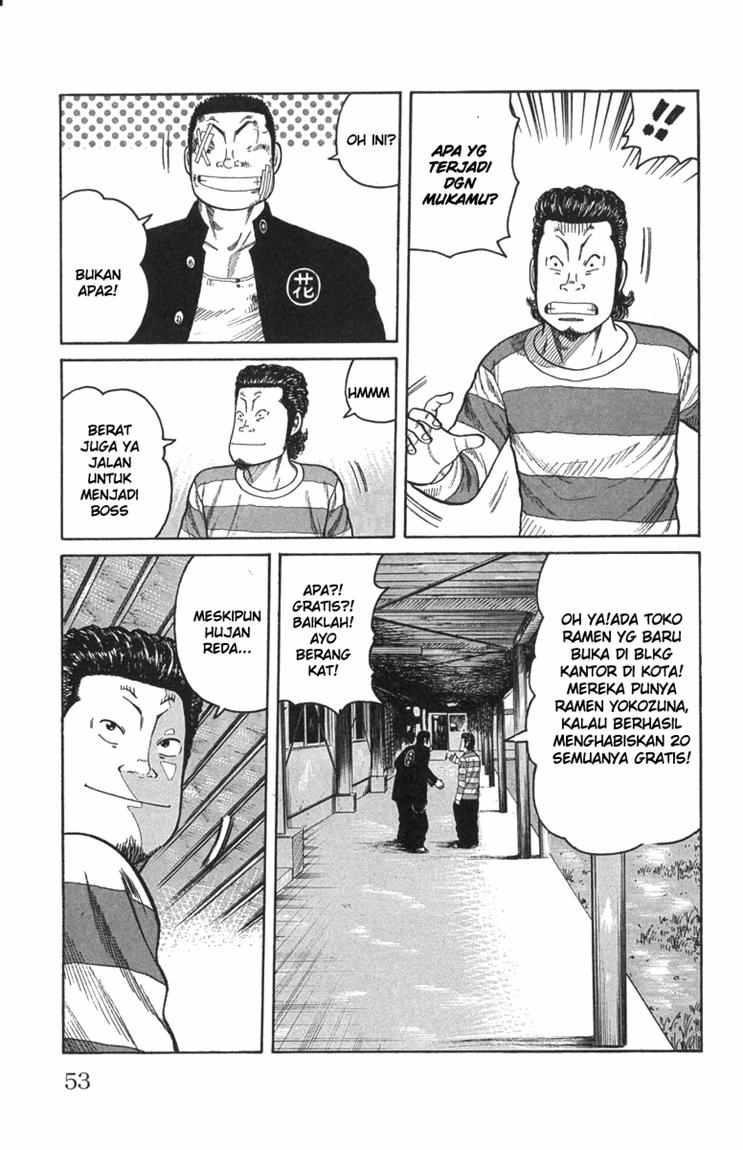 !!
APA YG
TERJADI
DGN
MUKAMU?
OH INI?
BUKAN
APA2!
花
HMMM
BERAT
JUGA YA
JALAN
UNTUK
MENJADI
BOSS
OH YA!ADA TOKO
RAMEN YG BARU
BUKA DI BLKG
KANTOR DI KOTA!
MEREKA PUNYA
RAMEN YOKOZUNA,
KALAU BERHASIL
MENGHABISKAN 20
SEMUANYA GRATIS!
APA?!
GRATIS?!
BAIKLAH!
AYO
BERANG
KAT!
MESKIPUN
HUJAN
REDA...
53